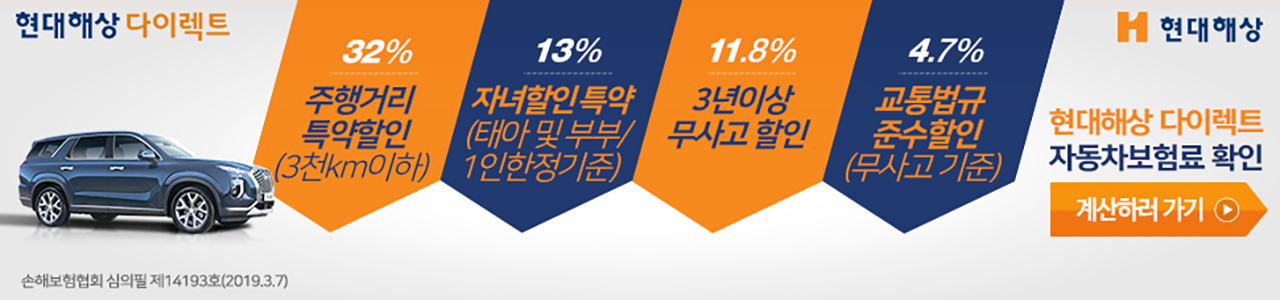 현대해상 다이렉트
32%
주행거리
특약할인
(3천km이하)
13%
자녀할인 특약
(태아 및 부부/
1인한정기준)
11.8%
3년이상
무사고 할인
4.7%
교통법규
준수할인
(무사고 기준)
현대해상
현대해상 다이렉트
자동차보험료 확인
계산하러 가기
손해보험협회 심의필 제14193호(2019.3.7)